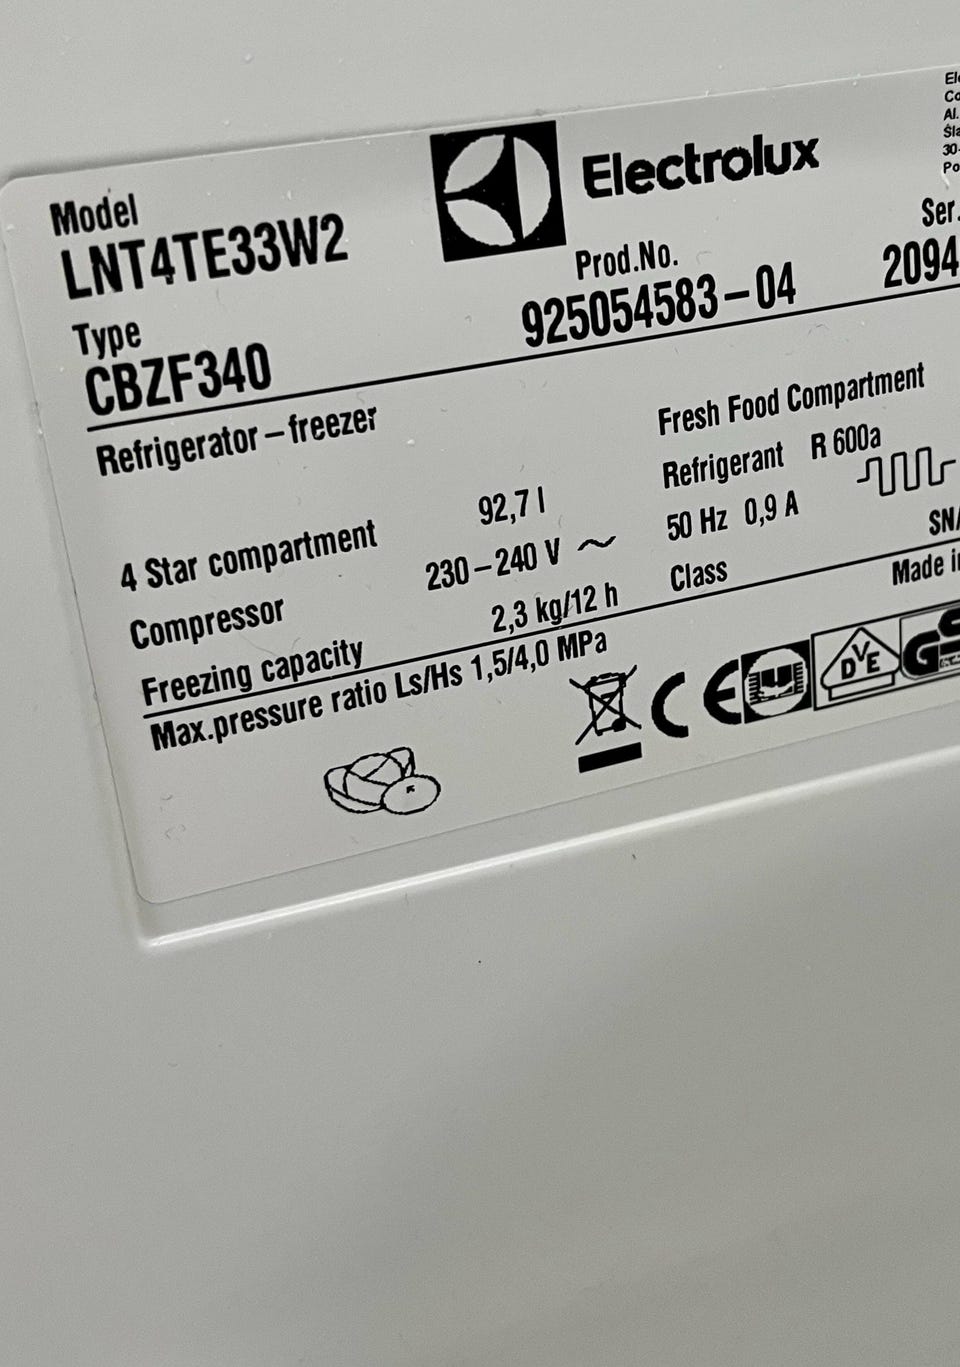 Electrolux
Model
LNT4TE33W2
Prod.No.
925054583-04
Ser.
2094
Type
CBZF340
Refrigerator-freezer
Fresh Food Compartment
4 Star compartment 92,7 l Refrigerant R 600a
Compressor 230-240 V ~ 50 Hz 0,9 A
Freezing capacity 2,3 kg/12 h Class
Max.pressure ratio Ls/Hs 1,5/4,0 MPa Made
CE
DVE
GS